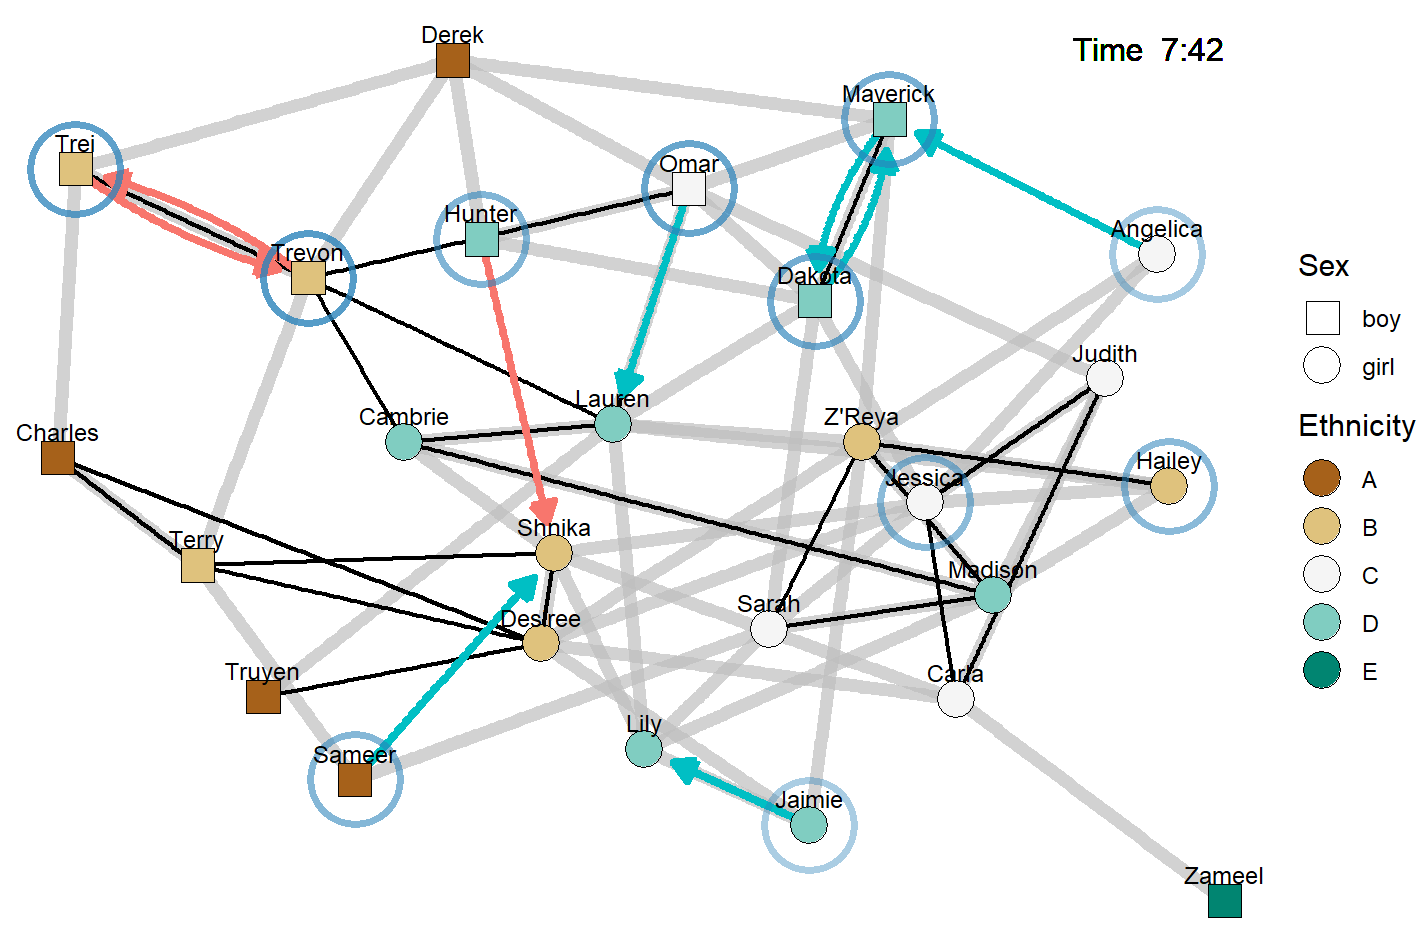 Derek
Time 7:42
Maverick
Trei
Omar
Hunter
Angelica
Trevon
Dakota
Judith
Lauren
Cambrie
Z'Reya
Charles
Hailey
Jessica
Shnika
Terry
Madison
Sarah
Desiree
Truyen
Carla
Lily
Sameer
Jaimie
Zameel
Sex
boy
girl
Ethnicity
A
B
C
D
E